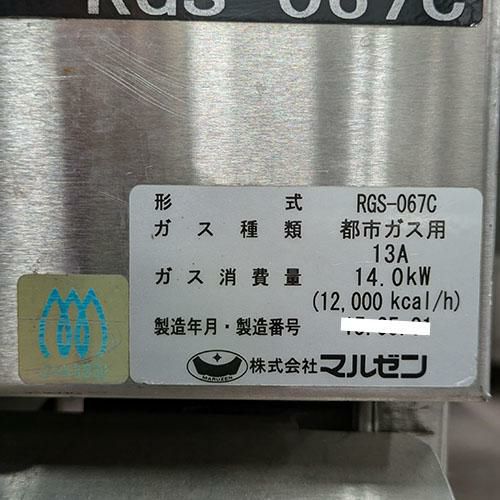 RGS-067C
形式 RGS-067C
ガス種類 都市ガス用
13A
ガス消費量 14.0kW
(12,000 kcal/h)
製造年月・製造番号
MARUZEN 株式会社マルゼン